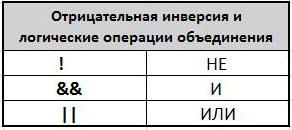 Отрицательная инверсия и
логические операции объединения
! НЕ
&& И
|| ИЛИ